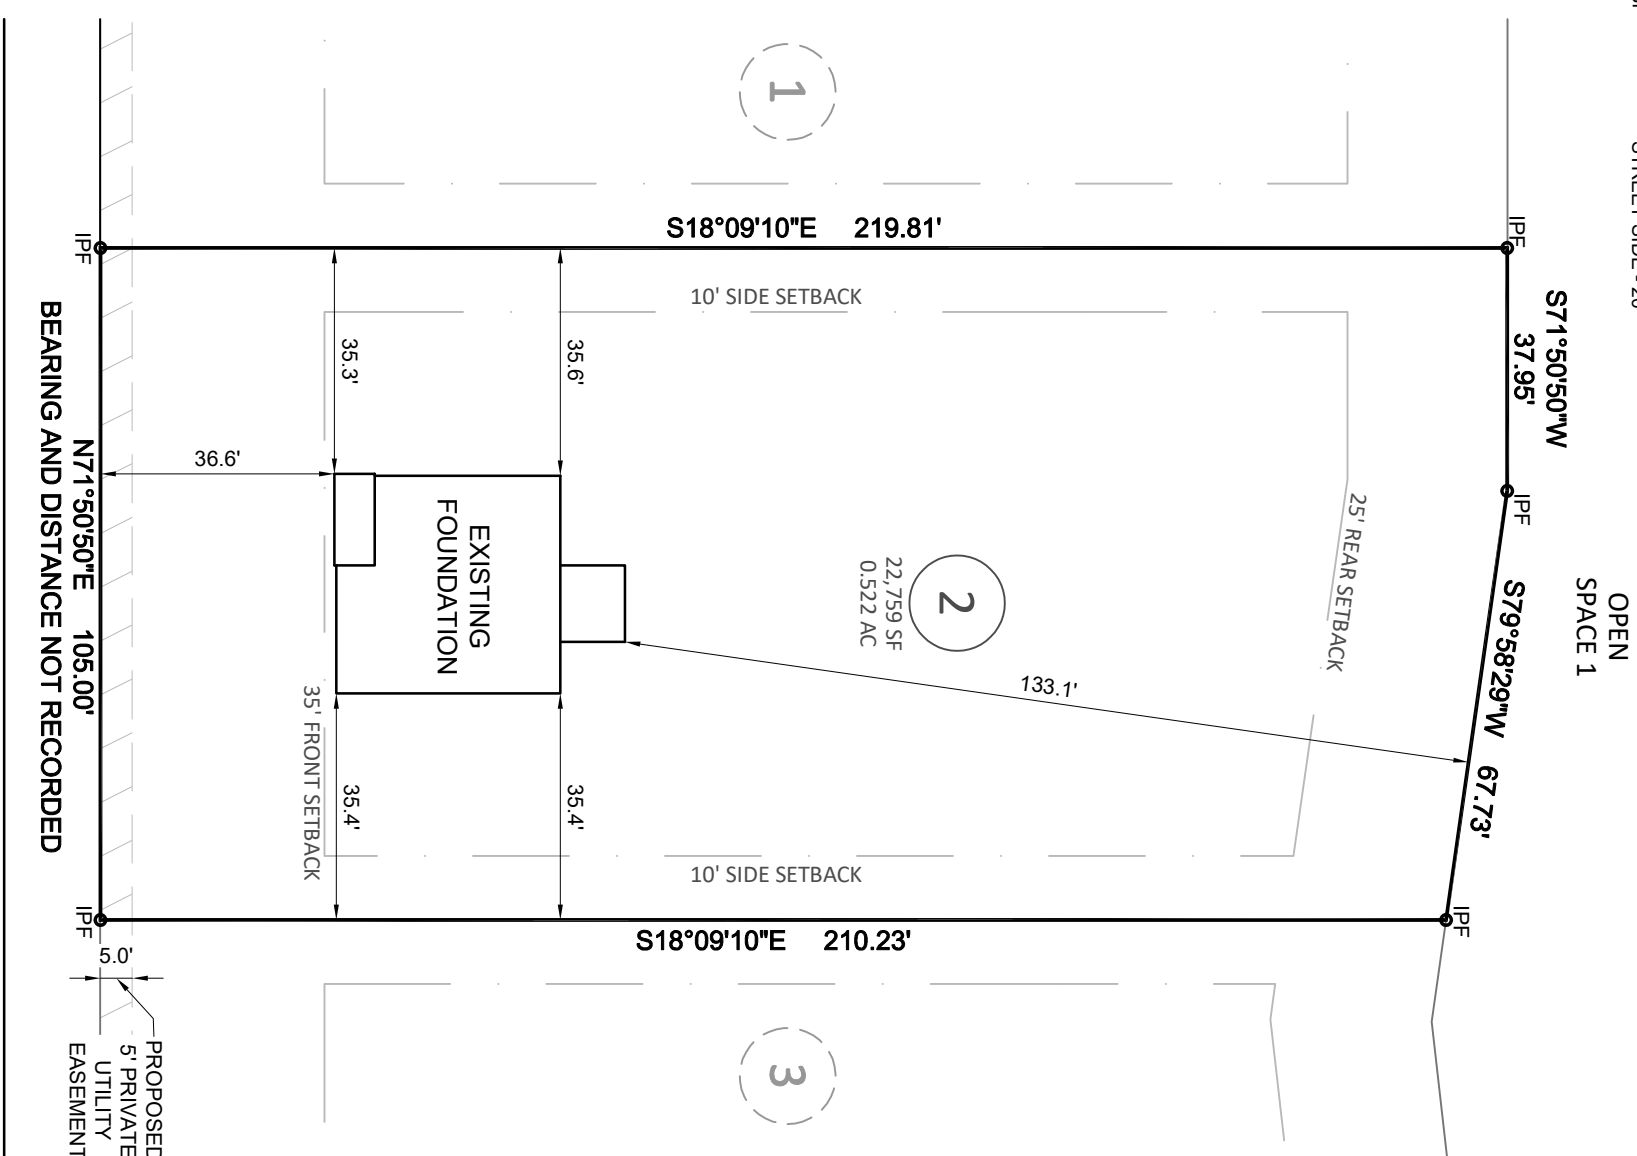 1
S18°09'10"E 219.81'
IPF
IPF
10' SIDE SETBACK
S71°50'50"W
37.95'
IPF
35.3'
35.6'
36.6'
25' REAR SETBACK
OPEN
SPACE 1
S79°58'29"W 67.73'
N71°50'50"E 105.00'
BEARING AND DISTANCE NOT RECORDED
EXISTING
FOUNDATION
2
22,759 SF
0.522 AC
133.1'
35' FRONT SETBACK
35.4'
35.4'
10' SIDE SETBACK
IPF
IPF
S18°09'10"E 210.23'
5.0'
3
PROPOSED
5' PRIVATE
UTILITY
EASEMENT